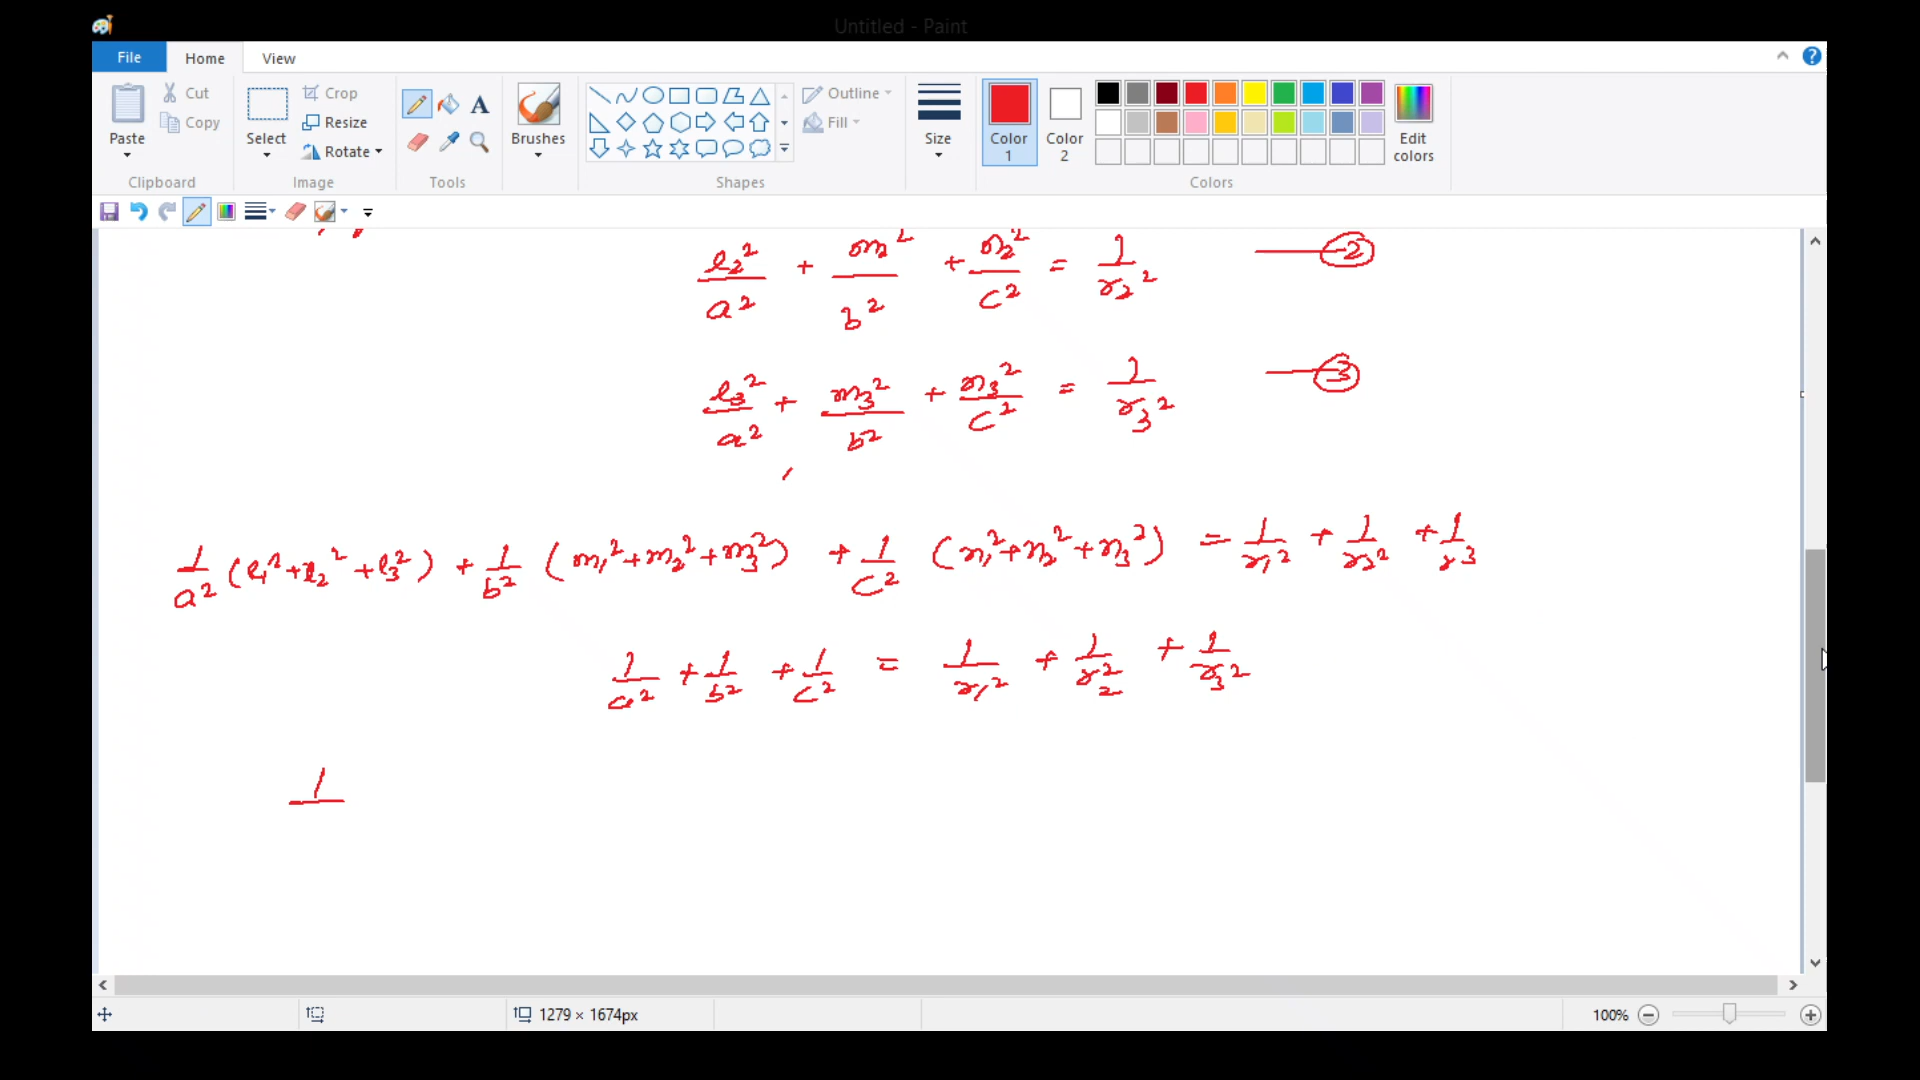 Untitled - Paint
File Home View
Paste Cut Copy Clipboard
Select Crop Resize Rotate Image
Tools
Brushes
Outline Fill Shapes
Size
Color 1 Color 2 Edit colors Colors
l₂²/a² + m₂²/b² + n₂²/c² = 1/r₂² —②
l₃²/a² + m₃²/b² + n₃²/c² = 1/r₃² —③
1/a² (l₁²+l₂²+l₃²) + 1/b² (m₁²+m₂²+m₃²) + 1/c² (n₁²+n₂²+n₃²) = 1/r₁² + 1/r₂² + 1/r³
1/a² + 1/b² + 1/c² = 1/r₁² + 1/r₂² + 1/r₃²
1
1279 × 1674px 100%